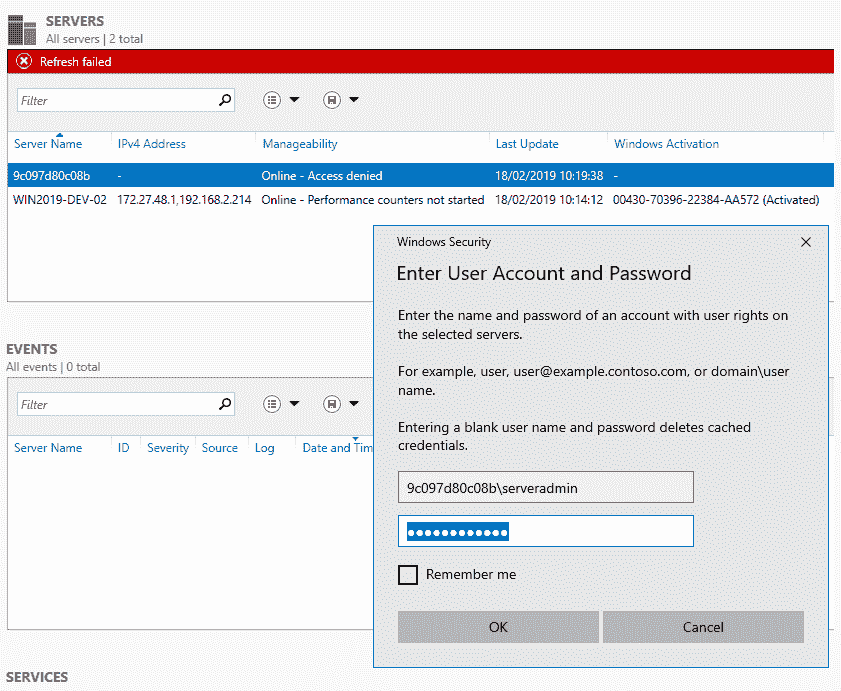 SERVERS
All servers | 2 total
Refresh failed
Filter
Server Name IPv4 Address Manageability Last Update Windows Activation
9c097d80c08b - Online - Access denied 18/02/2019 10:19:38 -
WIN2019-DEV-02 172.27.48.1,192.168.2.214 Online - Performance counters not started 18/02/2019 10:14:12 00430-70396-22384-AA572 (Activated)
EVENTS
All events | 0 total
Filter
Server Name ID Severity Source Log Date and Tim
Windows Security
Enter User Account and Password
Enter the name and password of an account with user rights on
the selected servers.
For example, user, user@example.contoso.com, or domain\user
name.
Entering a blank user name and password deletes cached
credentials.
9c097d80c08b\serveradmin
●●●●●●●●●●●●
Remember me
OK Cancel
SERVICES